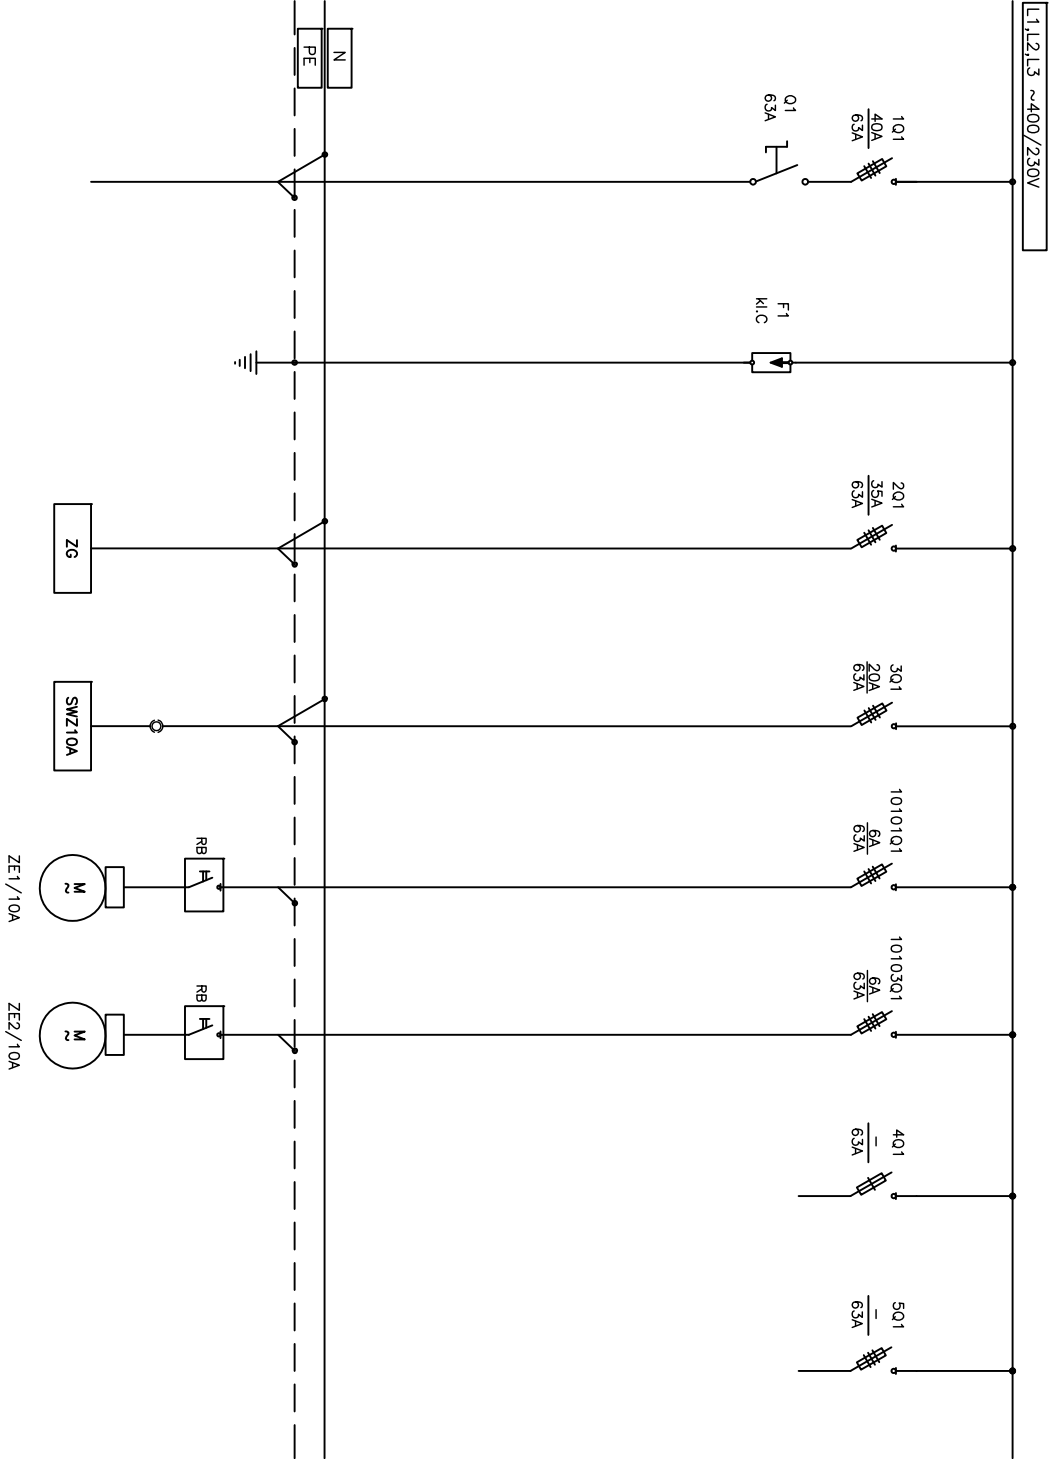 L1,L2,L3 ~400/230V
N
PE
1Q1
40A
63A
Q1
63A
F1
kl.C
2Q1
35A
63A
ZG
3Q1
20A
63A
SWZ10A
10101Q1
6A
63A
RB
M
~
ZE1/10A
10103Q1
6A
63A
RB
M
~
ZE2/10A
4Q1
-
63A
5Q1
-
63A